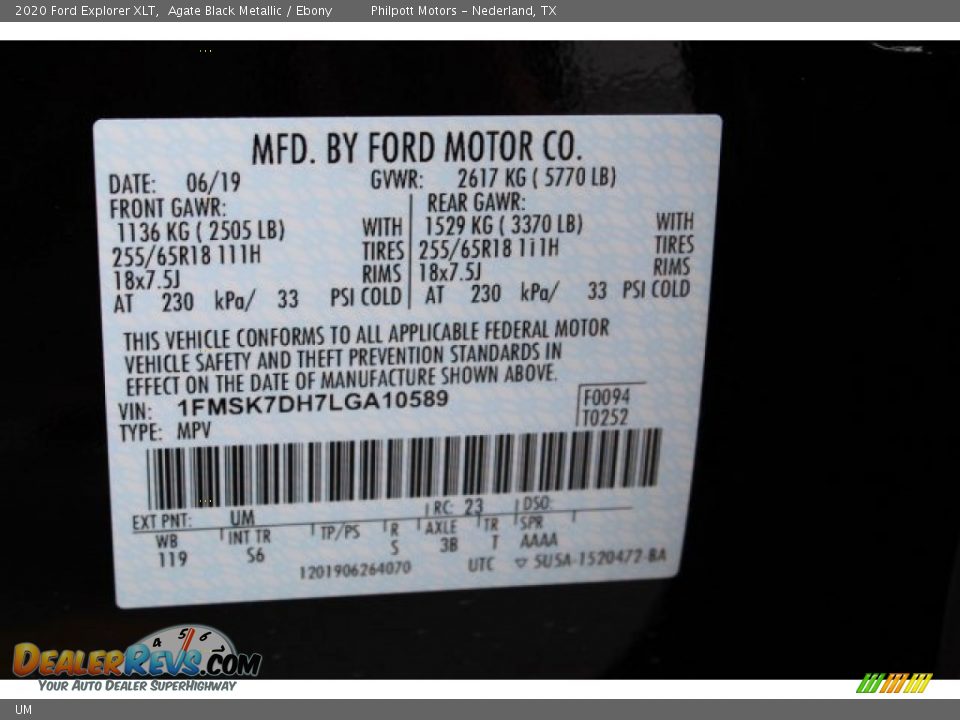 2020 Ford Explorer XLT, Agate Black Metallic / Ebony Philpott Motors - Nederland, TX
MFD. BY FORD MOTOR CO.
DATE: 06/19 GVWR: 2617 KG ( 5770 LB)
FRONT GAWR: REAR GAWR:
1136 KG ( 2505 LB) WITH 1529 KG ( 3370 LB) WITH
255/65R18 111H TIRES 255/65R18 111H TIRES
18x7.5J RIMS 18x7.5J RIMS
AT 230 kPa/ 33 PSI COLD AT 230 kPa/ 33 PSI COLD
THIS VEHICLE CONFORMS TO ALL APPLICABLE FEDERAL MOTOR
VEHICLE SAFETY AND THEFT PREVENTION STANDARDS IN
EFFECT ON THE DATE OF MANUFACTURE SHOWN ABOVE.
VIN: 1FMSK7DH7LGA10589 F0094
TYPE: MPV T0252
EXT PNT: UM RC: 23 DSO:
WB INT TR TP/PS R AXLE TR SPR
119 S6 S 3B T AAAA
1201906264070 UTC ▽ 5U5A-1520472-BA
4 5 6
DEALERREVS.COM
YOUR AUTO DEALER SUPERHIGHWAY
UM